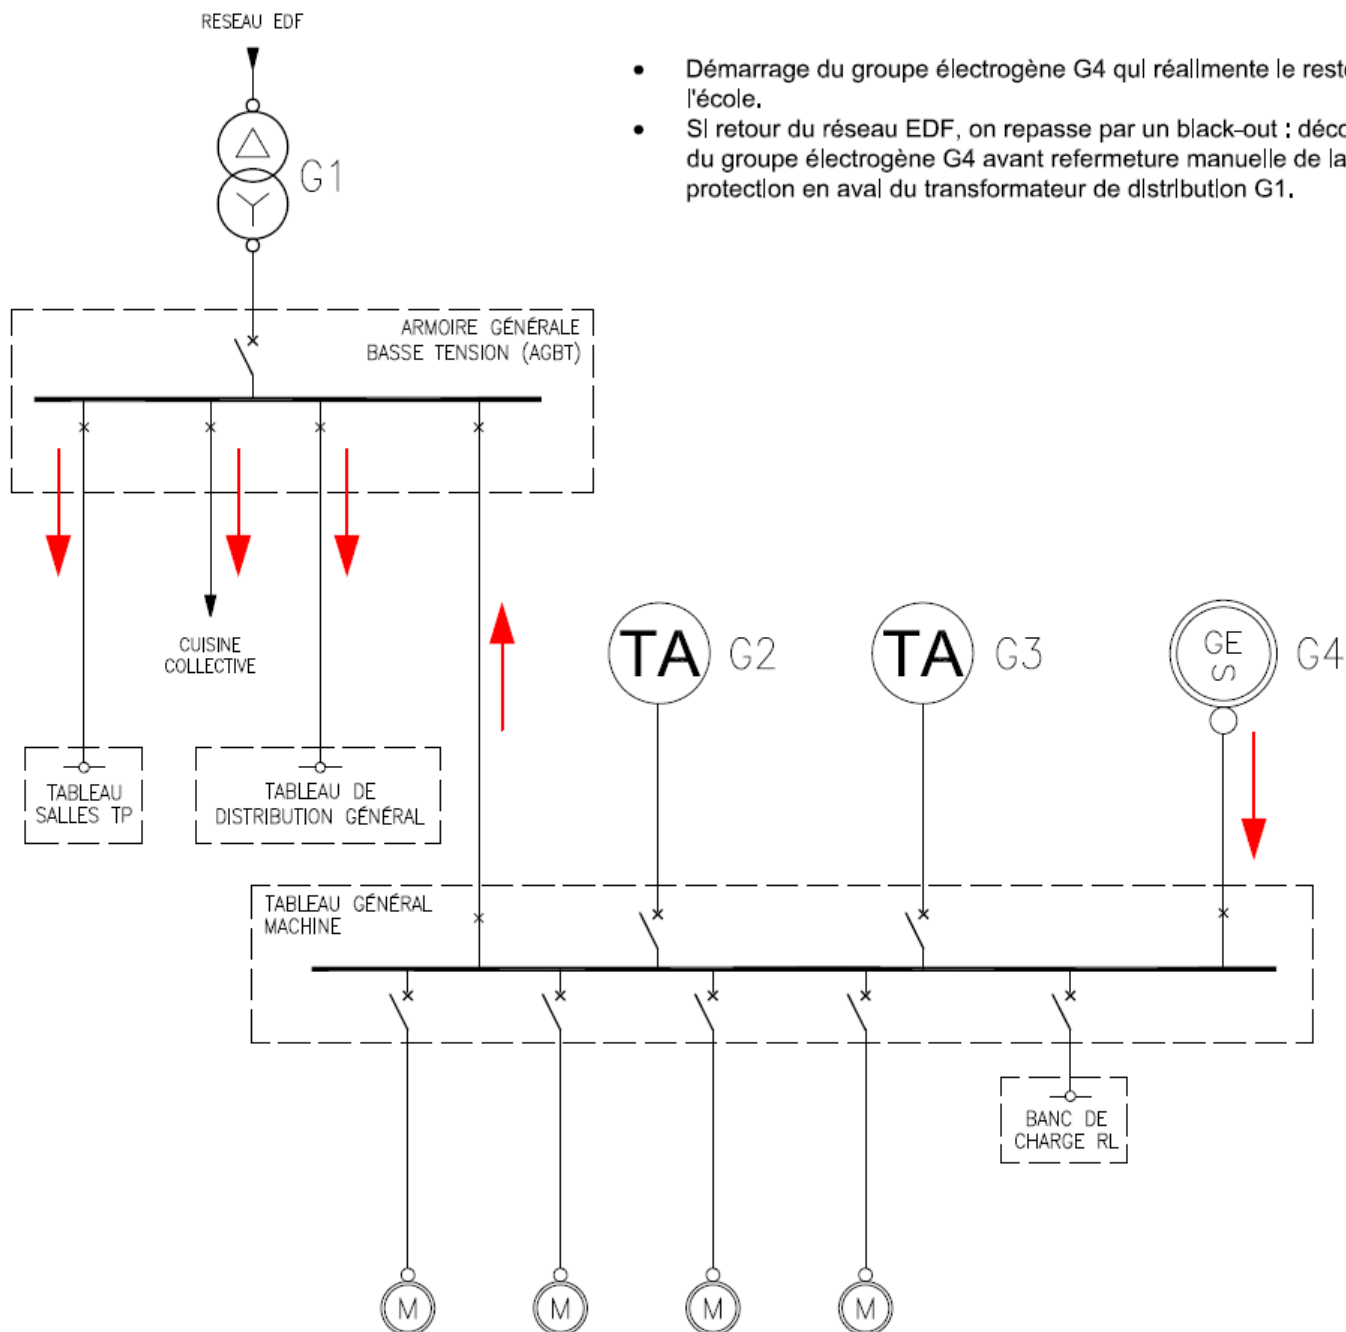 RESEAU EDF
• Démarrage du groupe électrogène G4 qui réalimente le reste
l'école.
• Si retour du réseau EDF, on repasse par un black-out : déco
du groupe électrogène G4 avant refermeture manuelle de la
protection en aval du transformateur de distribution G1.
G1
ARMOIRE GÉNÉRALE
BASSE TENSION (AGBT)
CUISINE
COLLECTIVE
TA G2
TA G3
GE
S
G4
TABLEAU
SALLES TP
TABLEAU DE
DISTRIBUTION GÉNÉRAL
TABLEAU GÉNÉRAL
MACHINE
BANC DE
CHARGE RL
M M M M